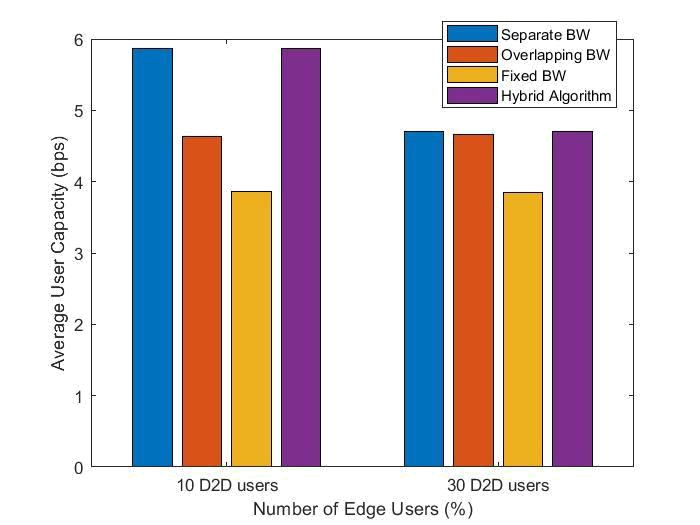 Separate BW
Overlapping BW
Fixed BW
Hybrid Algorithm
Average User Capacity (bps)
6
5
4
3
2
1
0
10 D2D users
30 D2D users
Number of Edge Users (%)